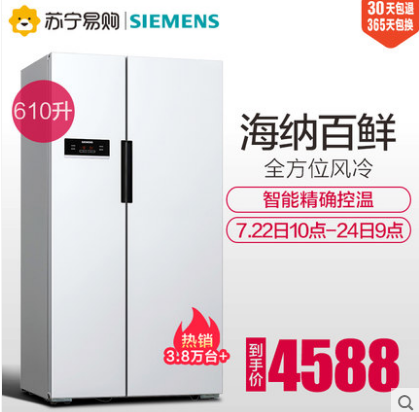 苏宁易购 SIEMENS
30天包退
365天包换
610升
海纳百鲜
全方位风冷
智能精确控温
7.22日10点-24日9点
热销
3.8万台+
到手价 4588